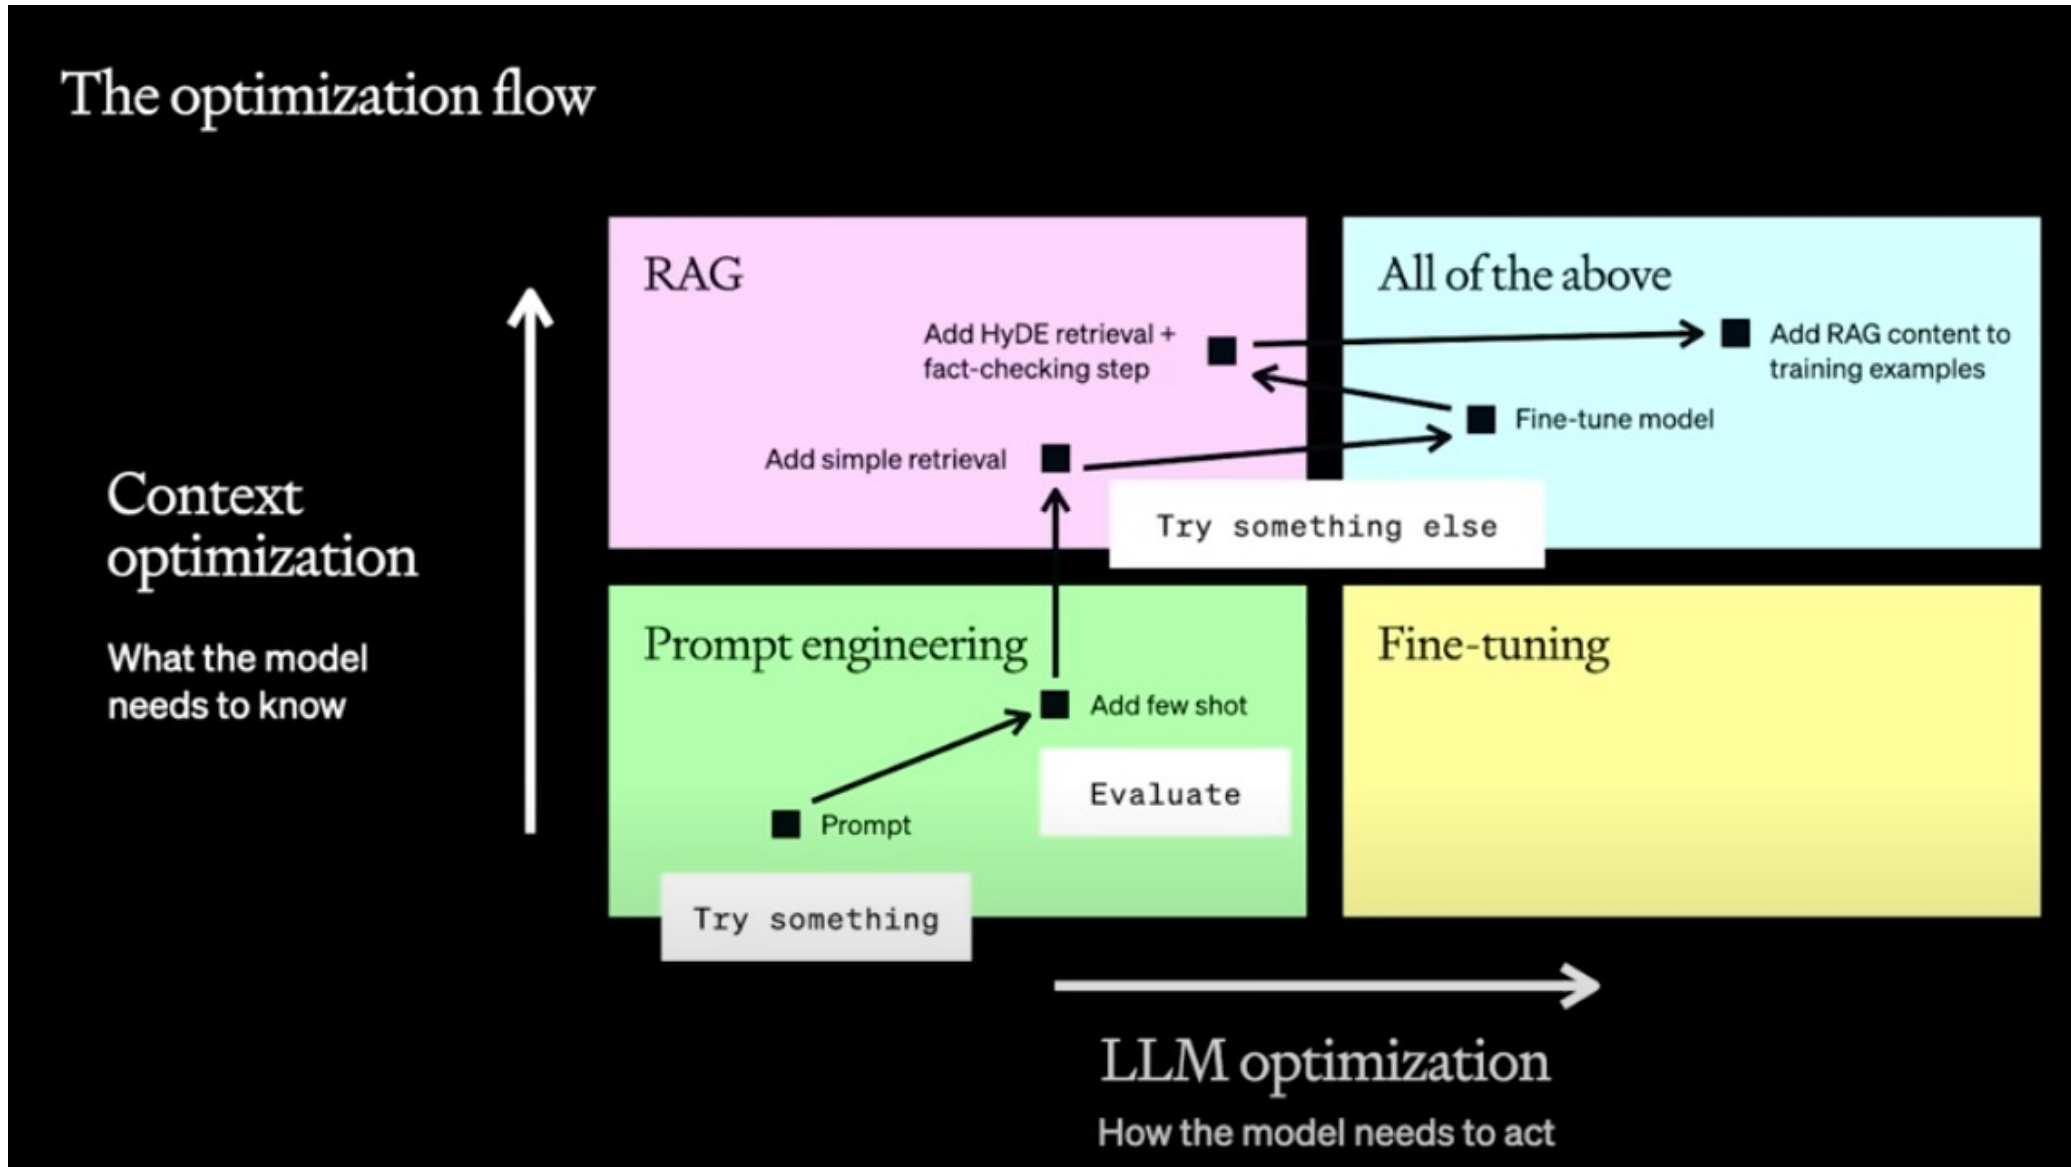 The optimization flow
RAG
Add HyDE retrieval +
fact-checking step
Add simple retrieval
All of the above
Add RAG content to
training examples
Fine-tune model
Try something else
Context
optimization
What the model
needs to know
Prompt engineering
Add few shot
Evaluate
Prompt
Try something
Fine-tuning
LLM optimization
How the model needs to act